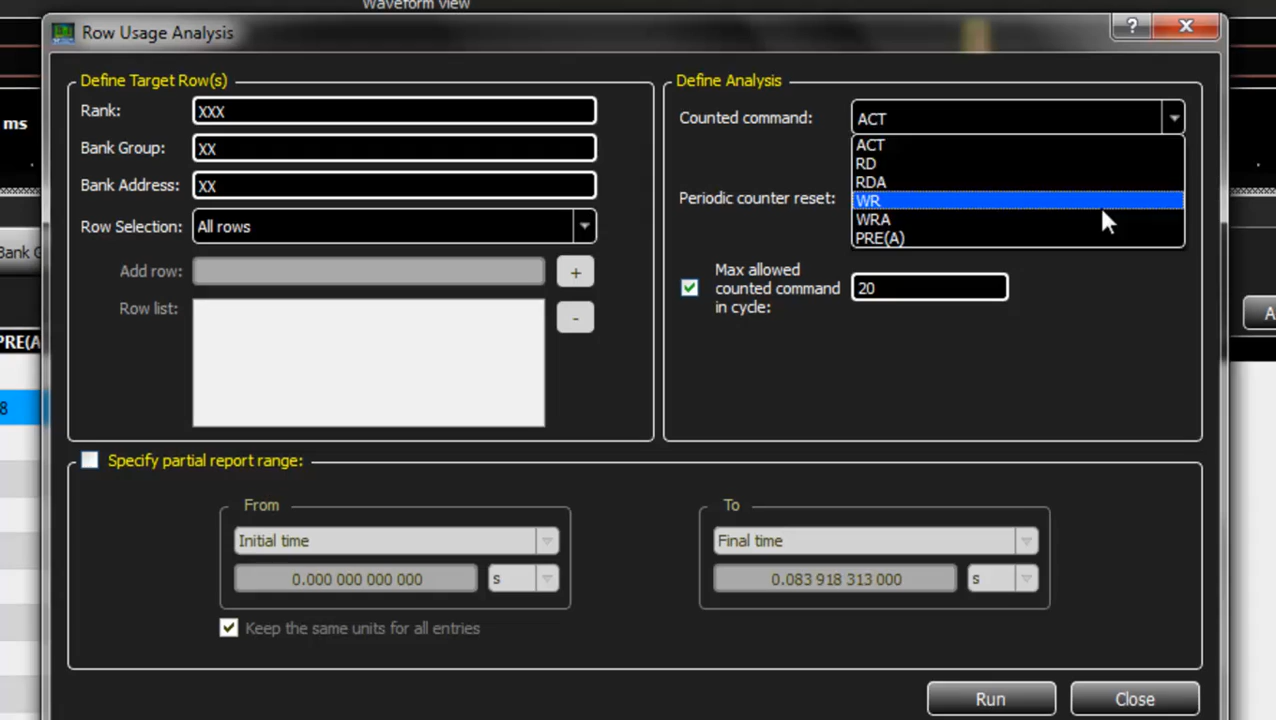 Waveform view
Row Usage Analysis
?
X
ms
Define Target Row(s)
Rank:
XXX
Bank Group:
XX
Bank Address:
XX
Row Selection:
All rows
Add row:
+
Row list:
-
Define Analysis
Counted command:
ACT
ACT
RD
RDA
WR
WRA
PRE(A)
Periodic counter reset:
Max allowed
counted command
in cycle:
20
Bank G
PRE(A
8
A
Specify partial report range:
From
Initial time
0.000 000 000 000
s
To
Final time
0.083 918 313 000
s
Keep the same units for all entries
Run
Close